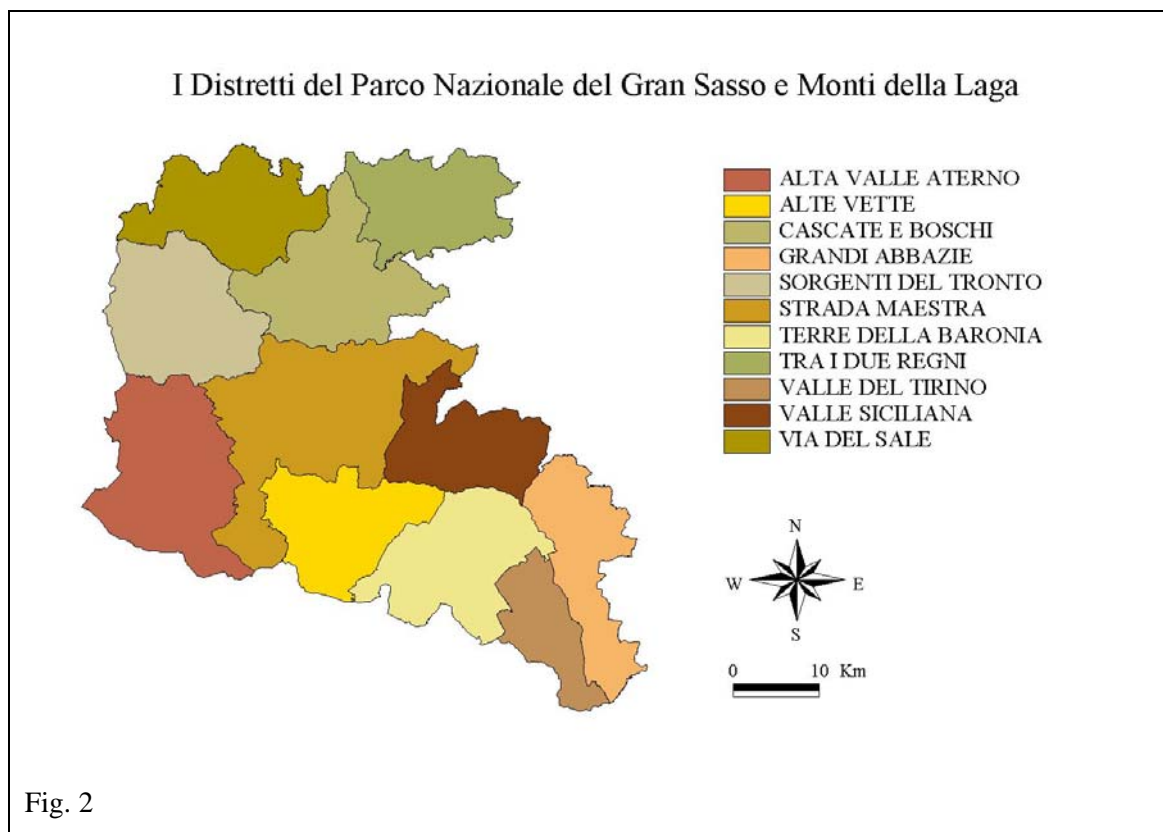 I Distretti del Parco Nazionale del Gran Sasso e Monti della Laga
ALTA VALLE ATERNO
ALTE VETTE
CASCATE E BOSCHI
GRANDI ABBAZIE
SORGENTI DEL TRONTO
STRADA MAESTRA
TERRE DELLA BARONIA
TRA I DUE REGNI
VALLE DEL TIRINO
VALLE SICILIANA
VIA DEL SALE
N
W E
S
0 10 Km
Fig. 2